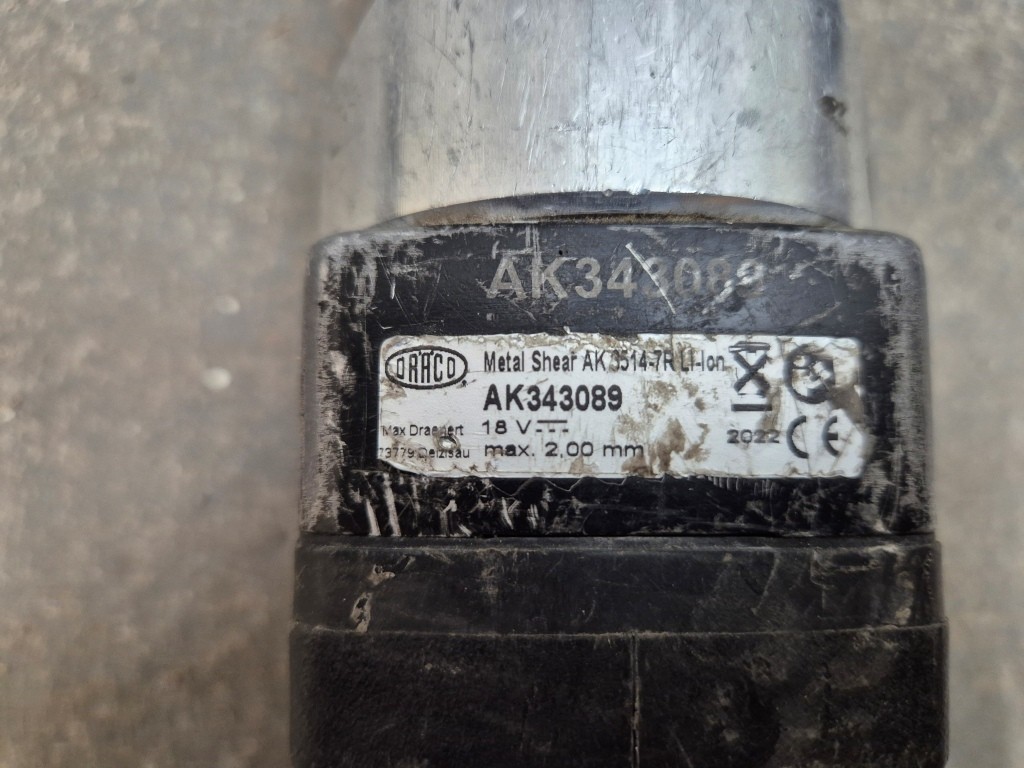 AK343089
DRACO
Metal Shear AK 3514-7R Li-Ion
AK343089
Max Draenert 18 V
73779 Deizisau max. 2,00 mm
2022 CE